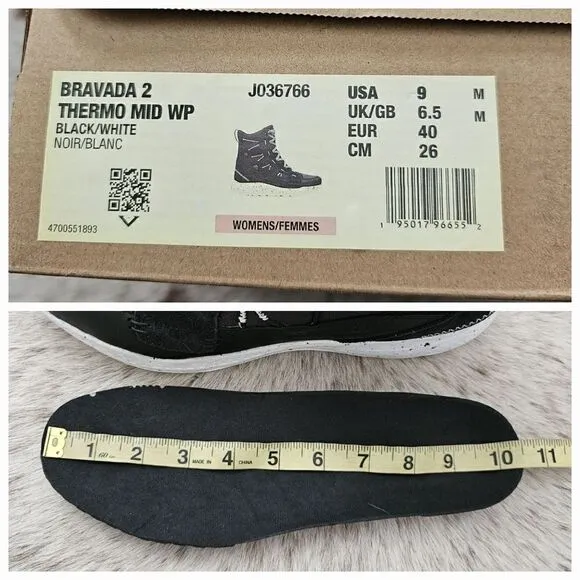 BRAVADA 2 J036766
THERMO MID WP
BLACK/WHITE
NOIR/BLANC
USA 9 M
UK/GB 6.5 M
EUR 40
CM 26
4700551893
WOMENS/FEMMES
1 95017 96655 2
1 60 2 3 MADE IN 4 CHINA 5 6 7 8 9 10 11